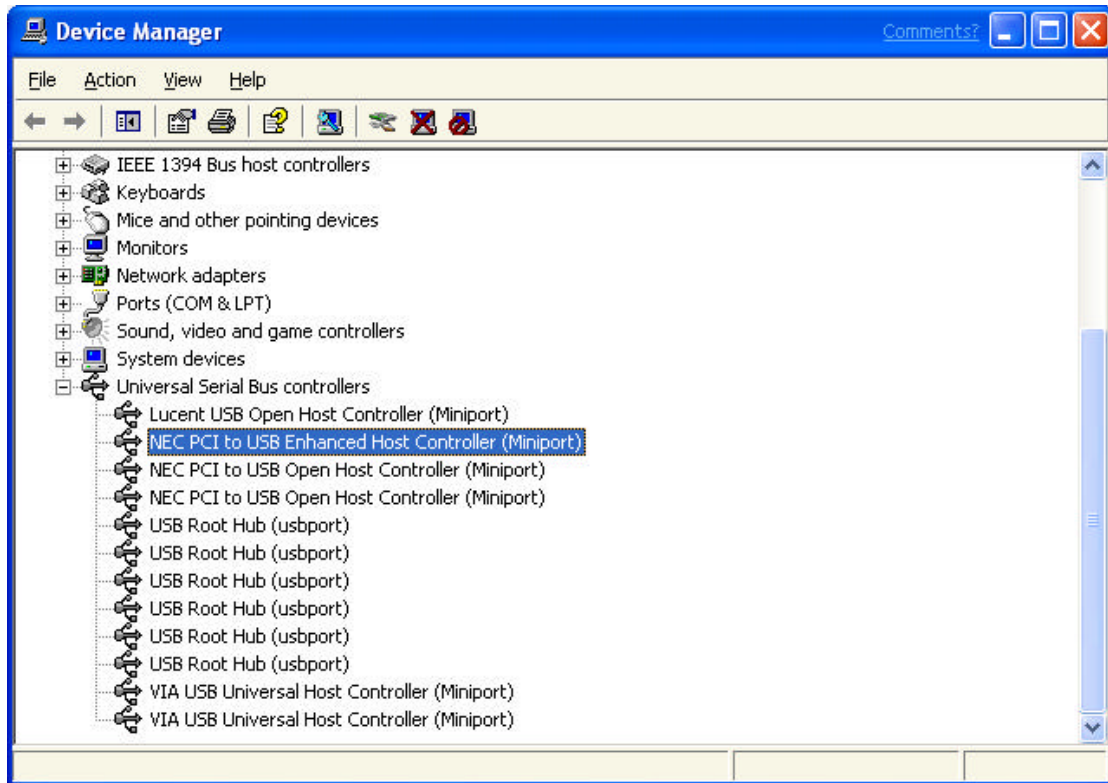 Device Manager
Comments?
File Action View Help
IEEE 1394 Bus host controllers
Keyboards
Mice and other pointing devices
Monitors
Network adapters
Ports (COM & LPT)
Sound, video and game controllers
System devices
Universal Serial Bus controllers
Lucent USB Open Host Controller (Miniport)
NEC PCI to USB Enhanced Host Controller (Miniport)
NEC PCI to USB Open Host Controller (Miniport)
NEC PCI to USB Open Host Controller (Miniport)
USB Root Hub (usbport)
USB Root Hub (usbport)
USB Root Hub (usbport)
USB Root Hub (usbport)
USB Root Hub (usbport)
USB Root Hub (usbport)
VIA USB Universal Host Controller (Miniport)
VIA USB Universal Host Controller (Miniport)